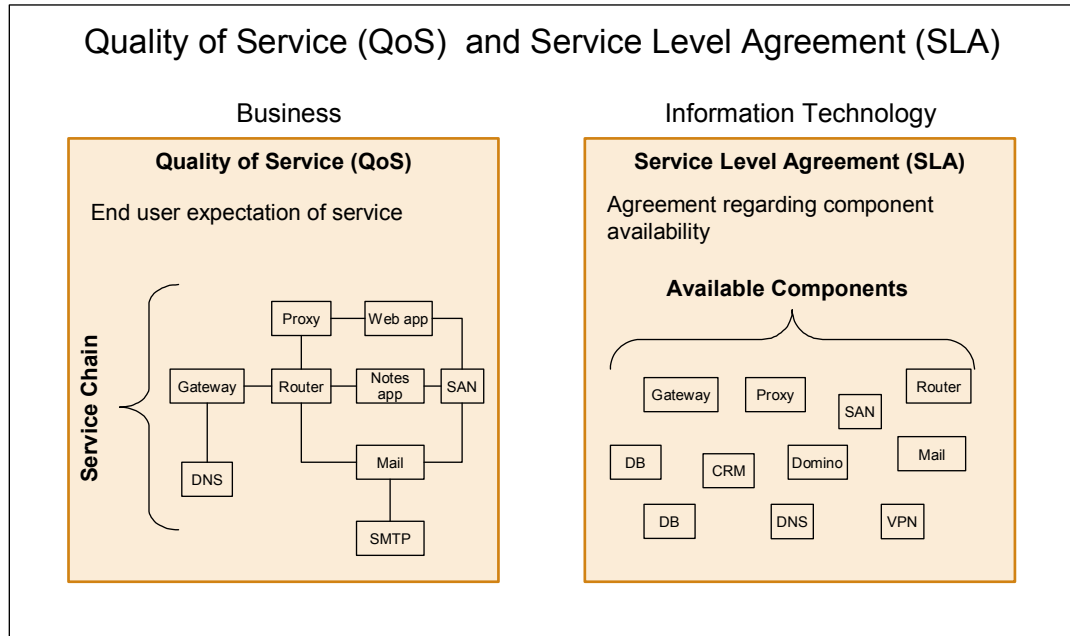 Quality of Service (QoS) and Service Level Agreement (SLA)
Business
Quality of Service (QoS)
End user expectation of service
Service Chain
Proxy
Web app
Gateway
Router
Notes
app
SAN
DNS
Mail
SMTP
Information Technology
Service Level Agreement (SLA)
Agreement regarding component
availability
Available Components
Gateway
Proxy
SAN
Router
DB
CRM
Domino
Mail
DB
DNS
VPN